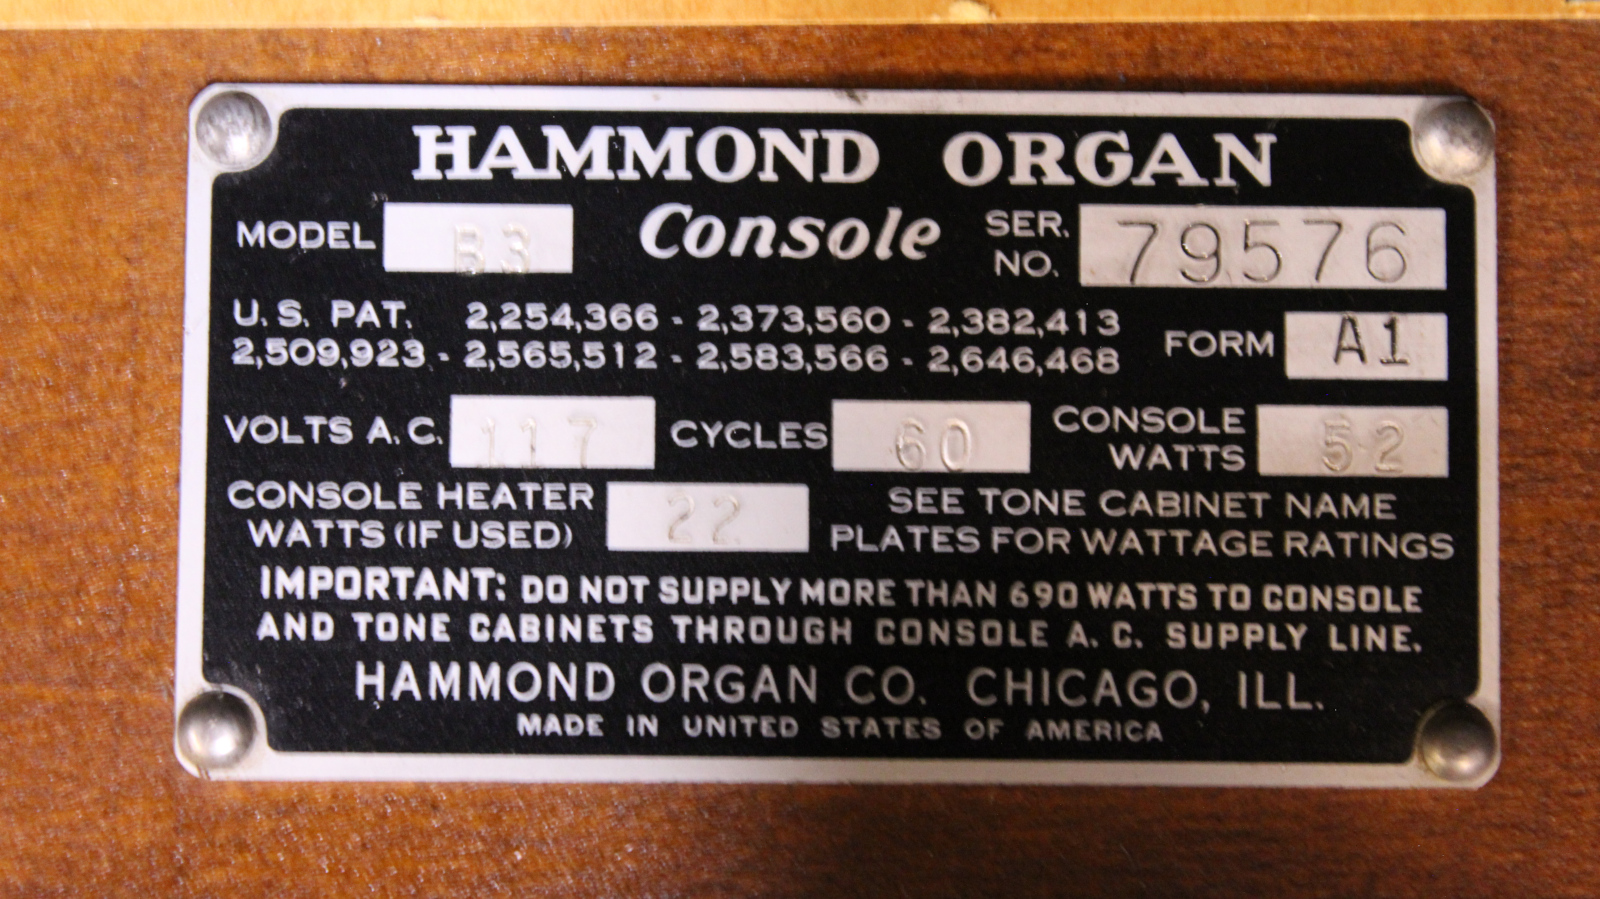 HAMMOND ORGAN
MODEL B3 Console SER. NO. 79576
U.S. PAT. 2,254,366 - 2,373,560 - 2,382,413
2,509,923 - 2,565,512 - 2,583,566 - 2,646,468 FORM A1
VOLTS A.C. 117 CYCLES 60 CONSOLE WATTS 52
CONSOLE HEATER WATTS (IF USED) 22
SEE TONE CABINET NAME
PLATES FOR WATTAGE RATINGS
IMPORTANT: DO NOT SUPPLY MORE THAN 690 WATTS TO CONSOLE
AND TONE CABINETS THROUGH CONSOLE A.C. SUPPLY LINE.
HAMMOND ORGAN CO. CHICAGO, ILL.
MADE IN UNITED STATES OF AMERICA